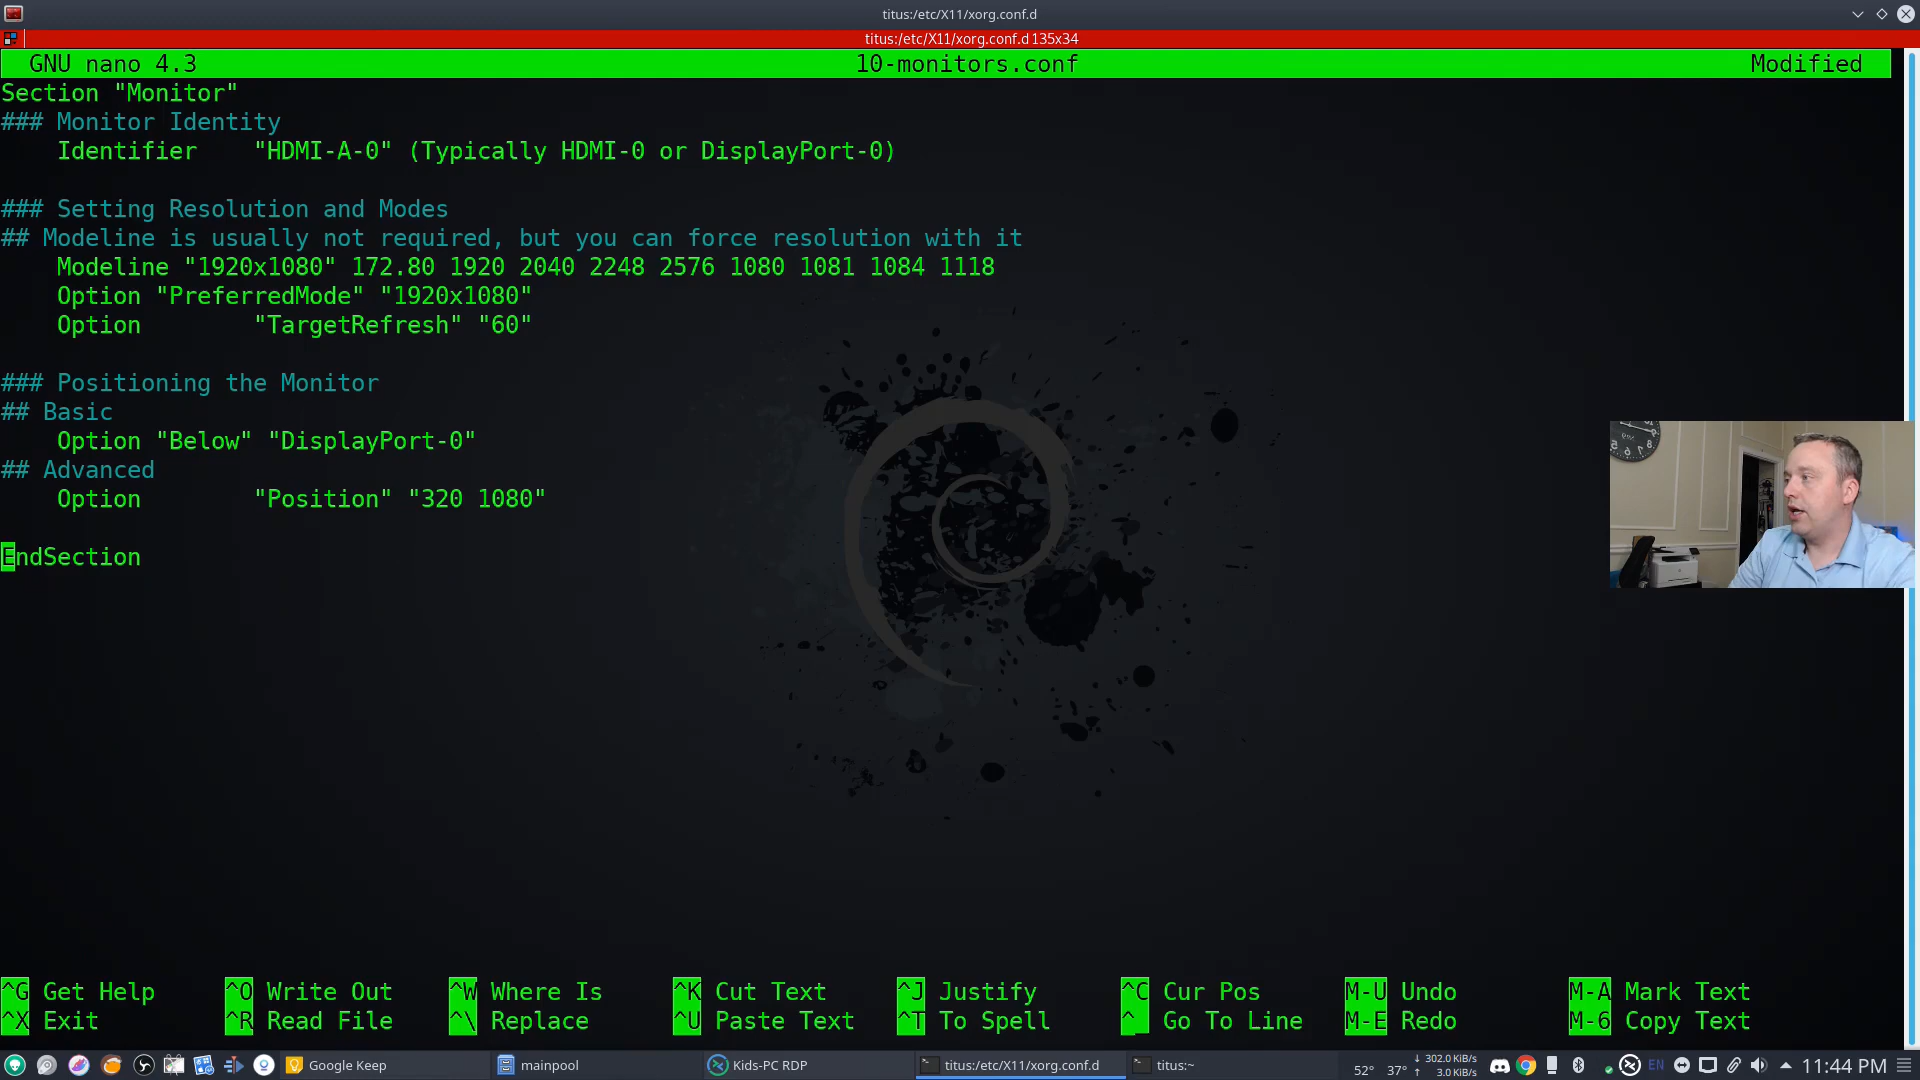 titus:/etc/X11/xorg.conf.d
titus:/etc/X11/xorg.conf.d 135x34
GNU nano 4.3 10-monitors.conf Modified
Section "Monitor"
### Monitor Identity
Identifier "HDMI-A-0" (Typically HDMI-0 or DisplayPort-0)
### Setting Resolution and Modes
## Modeline is usually not required, but you can force resolution with it
Modeline "1920x1080" 172.80 1920 2040 2248 2576 1080 1081 1084 1118
Option "PreferredMode" "1920x1080"
Option "TargetRefresh" "60"
### Positioning the Monitor
## Basic
Option "Below" "DisplayPort-0"
## Advanced
Option "Position" "320 1080"
EndSection
^G Get Help ^O Write Out ^W Where Is ^K Cut Text ^J Justify ^C Cur Pos M-U Undo M-A Mark Text
^X Exit ^R Read File ^\ Replace ^U Paste Text ^T To Spell ^_ Go To Line M-E Redo M-6 Copy Text
Google Keep mainpool Kids-PC RDP titus:/etc/X11/xorg.conf.d titus:~ 52° 37° ↓ 302.0 KiB/s ↑ 3.0 KiB/s EN 11:44 PM